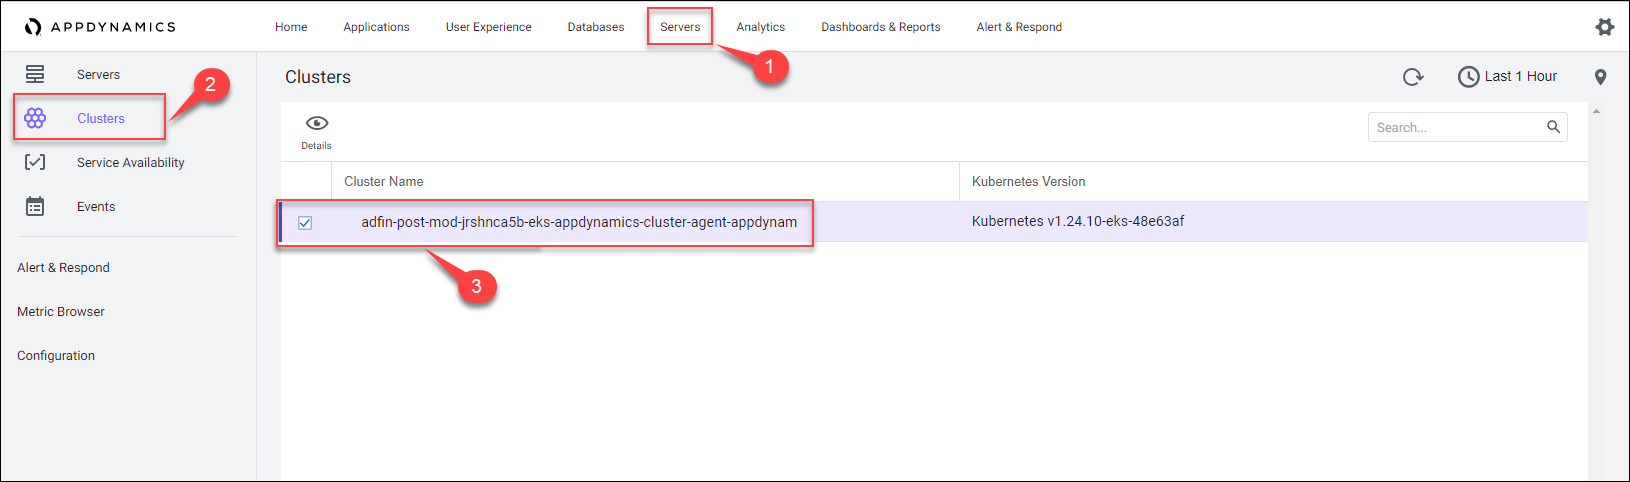 APPDYNAMICS
Home Applications User Experience Databases Servers Analytics Dashboards & Reports Alert & Respond
1
Servers
2
Clusters
Service Availability
Events
Alert & Respond
Metric Browser
Configuration
Clusters
Last 1 Hour
Details
Search...
Cluster Name Kubernetes Version
adfin-post-mod-jrshnca5b-eks-appdynamics-cluster-agent-appdynam Kubernetes v1.24.10-eks-48e63af
3